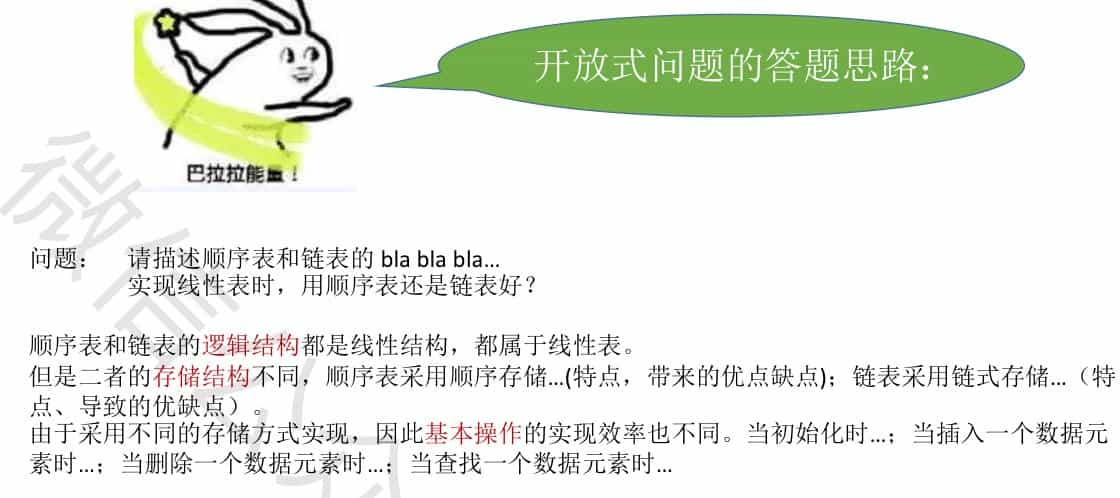 开放式问题的答题思路：
巴拉拉能量！
问题： 请描述顺序表和链表的 bla bla bla…
实现线性表时，用顺序表还是链表好？
顺序表和链表的逻辑结构都是线性结构，都属于线性表。
但是二者的存储结构不同，顺序表采用顺序存储…(特点，带来的优点缺点)；链表采用链式存储…（特
点、导致的优缺点）。
由于采用不同的存储方式实现，因此基本操作的实现效率也不同。当初始化时…；当插入一个数据元
素时…；当删除一个数据元素时…；当查找一个数据元素时…
微信公众